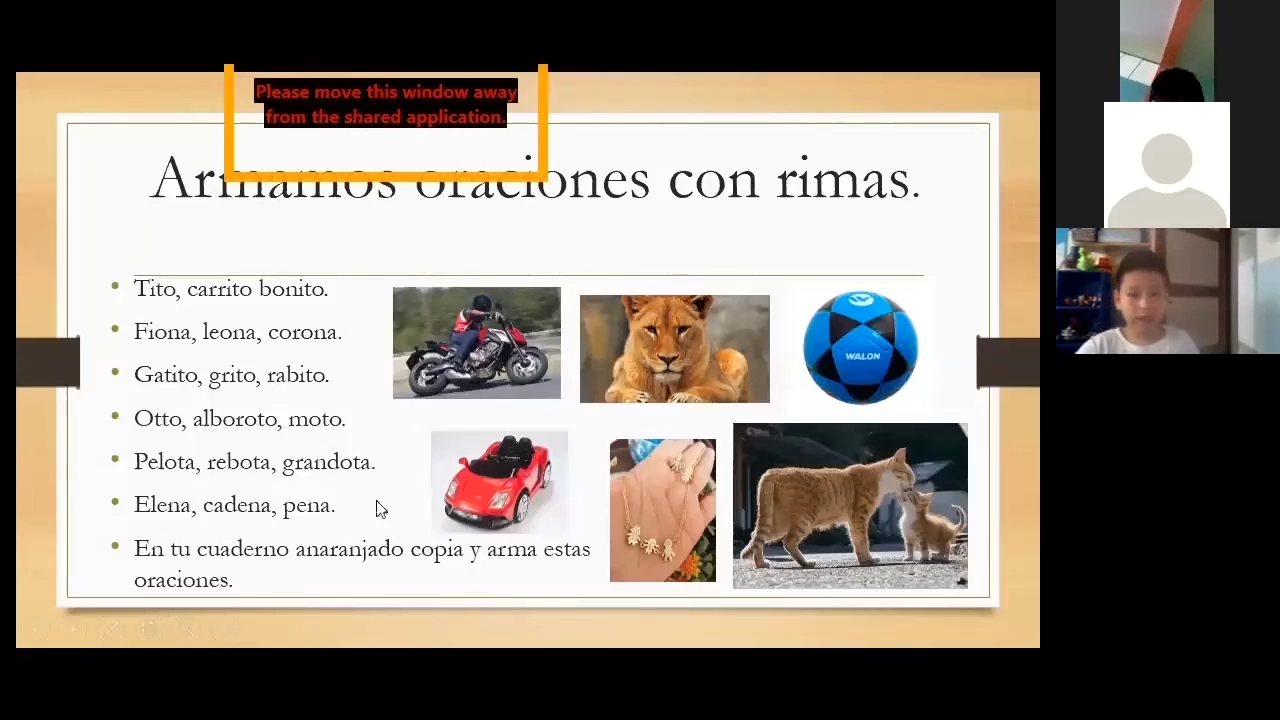 Please move this window away
from the shared application.
Armamos oraciones con rimas.
• Tito, carrito bonito.
• Fiona, leona, corona.
• Gatito, grito, rabito.
• Otto, alboroto, moto.
• Pelota, rebota, grandota.
• Elena, cadena, pena.
• En tu cuaderno anaranjado copia y arma estas
oraciones.
WALON